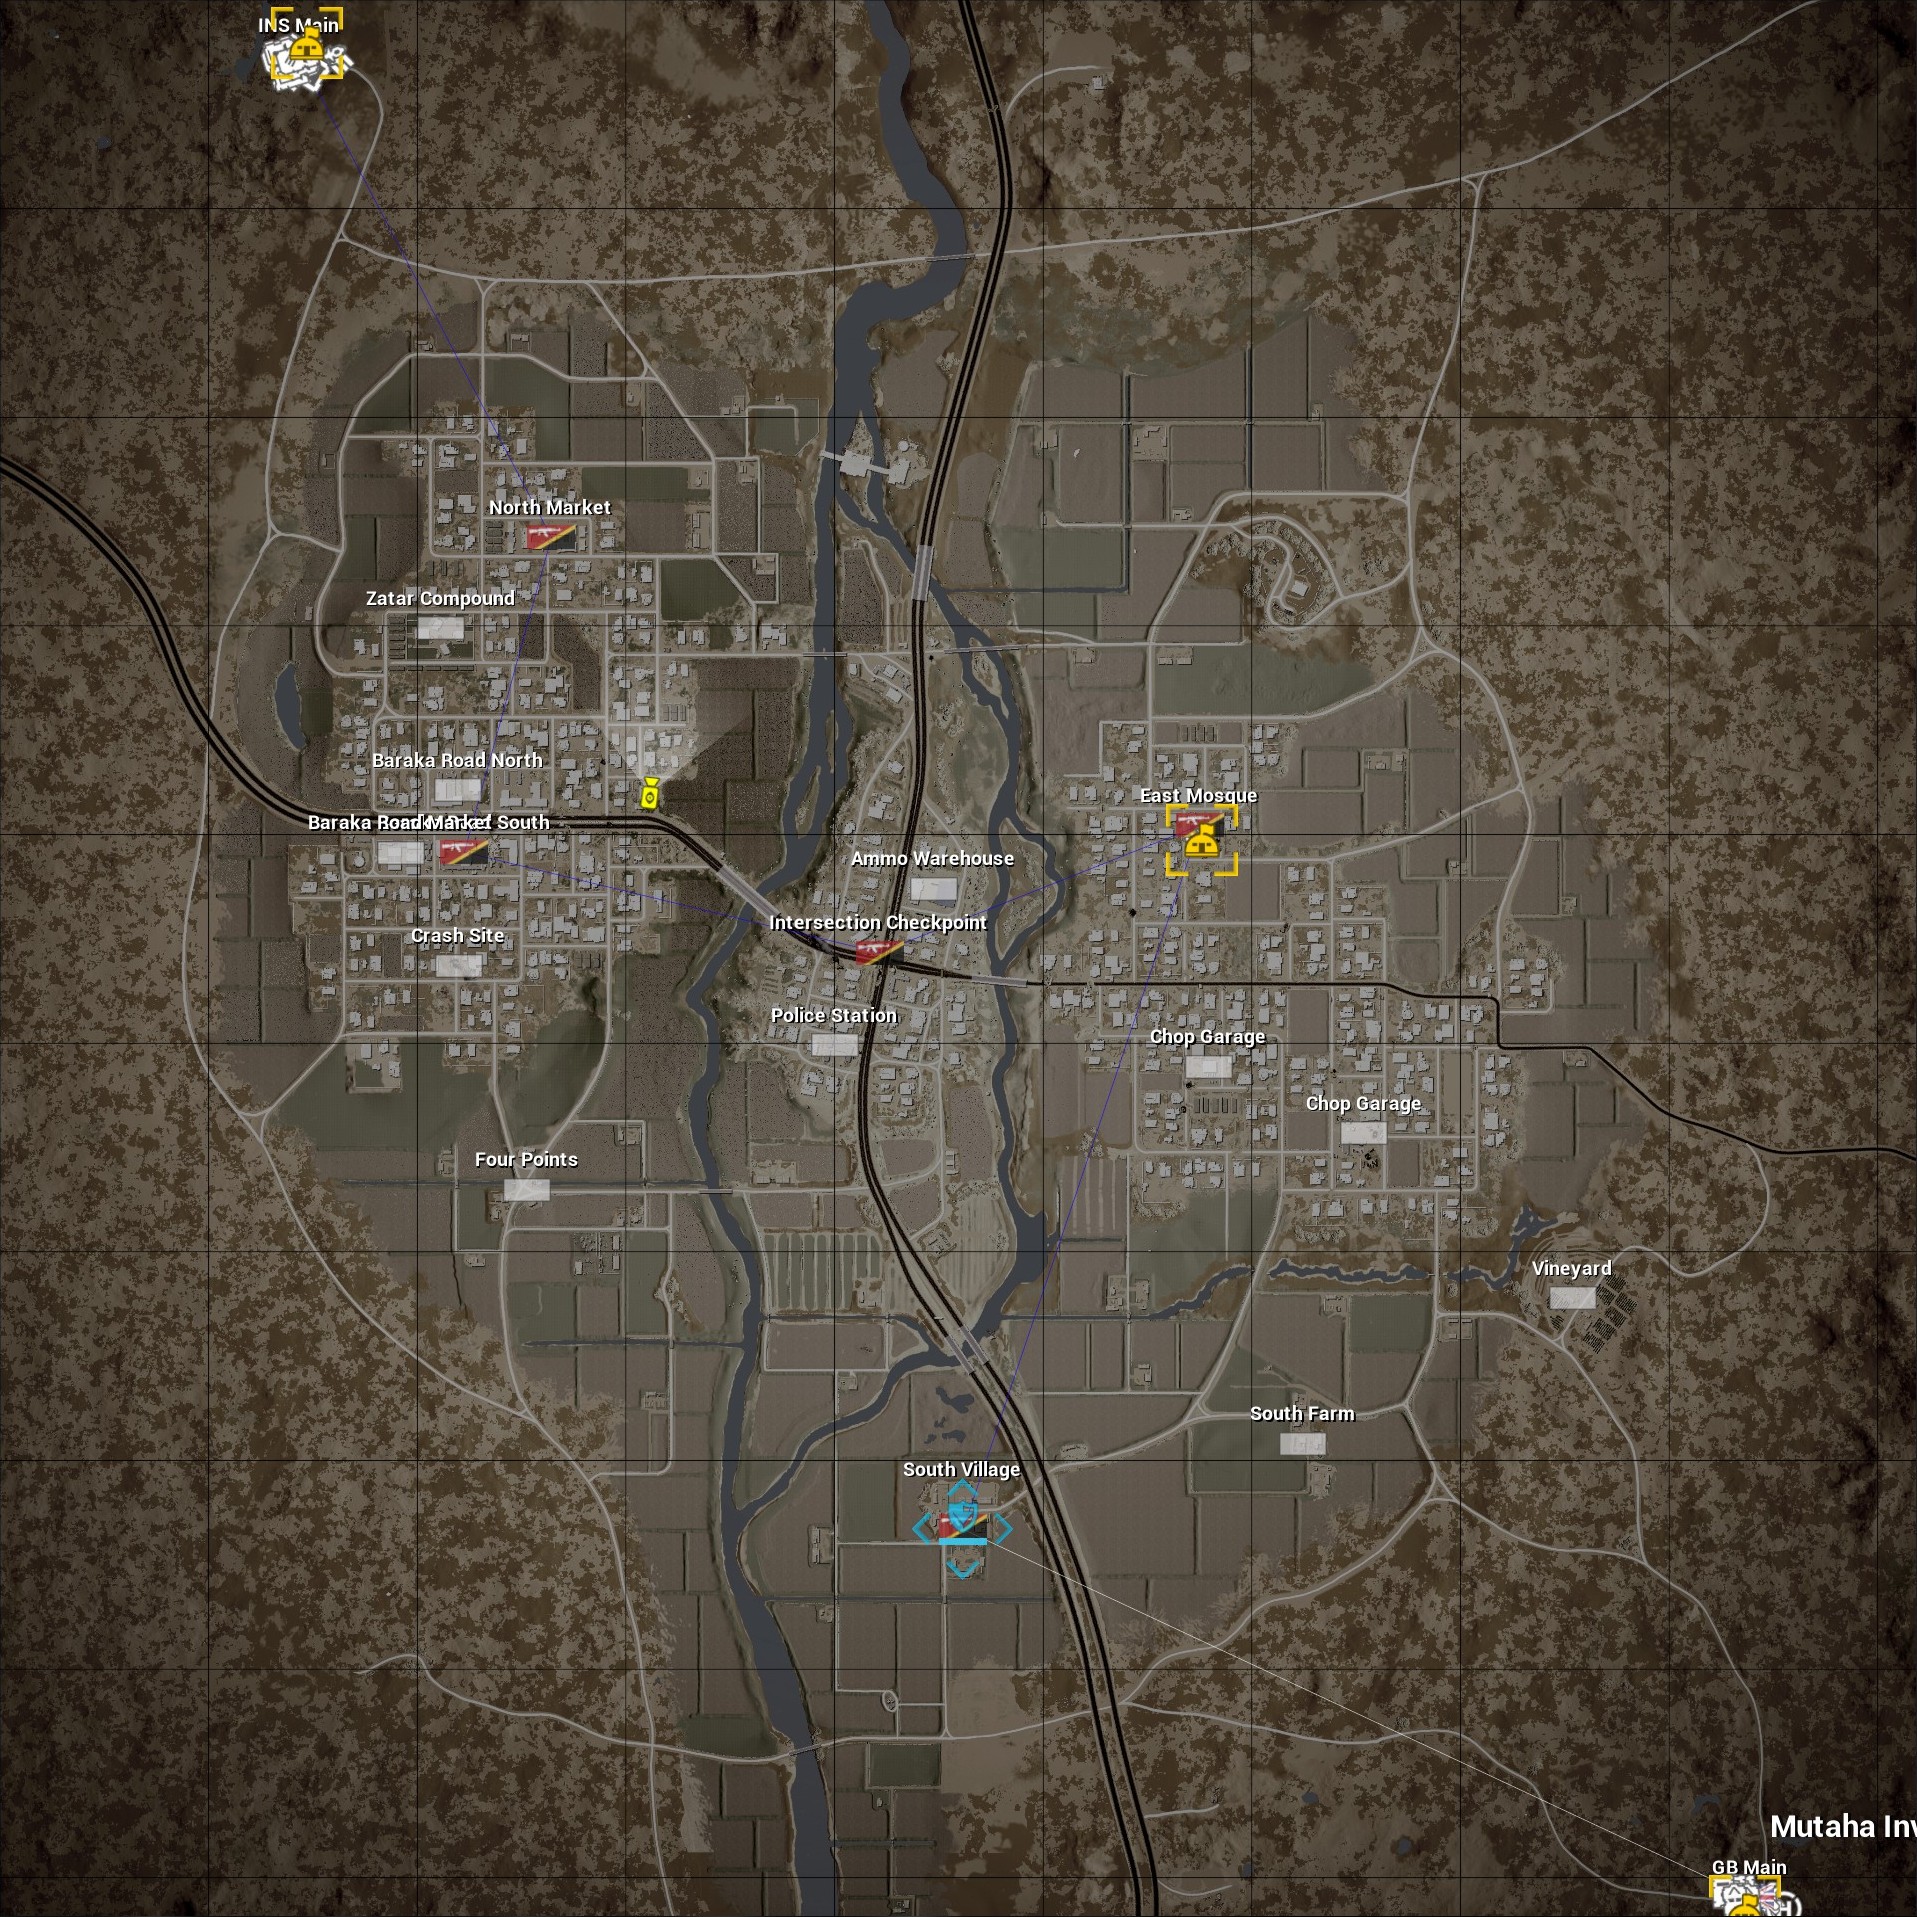 INS Main
North Market
Zatar Compound
Baraka Road North
East Mosque
Baraka Road
Market
South
Ammo Warehouse
Intersection Checkpoint
Crash Site
Police Station
Chop Garage
Chop Garage
Four Points
Vineyard
South Farm
South Village
Mutaha Inv
GB Main
H